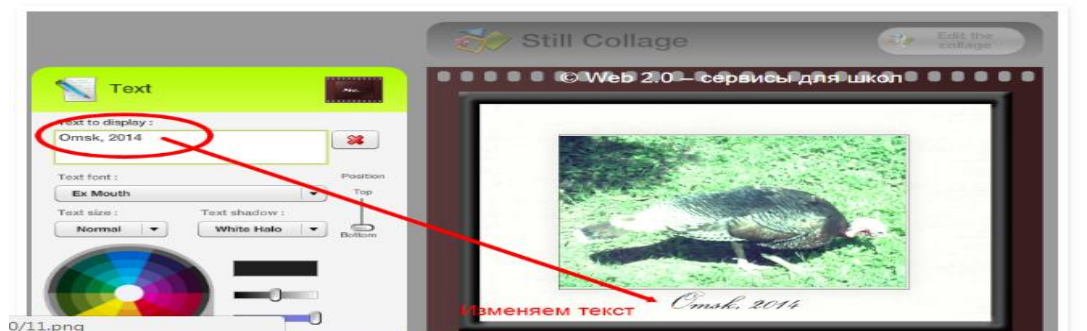 Still Collage
Edit the
collage
Text
© Web 2.0 – сервисы для школ
Text to display :
Omsk, 2014
Text font :
Position
Ex Mouth
Top
Text size :
Text shadow :
Normal
White Halo
Bottom
Изменяем текст
Omsk, 2014
0/11.png